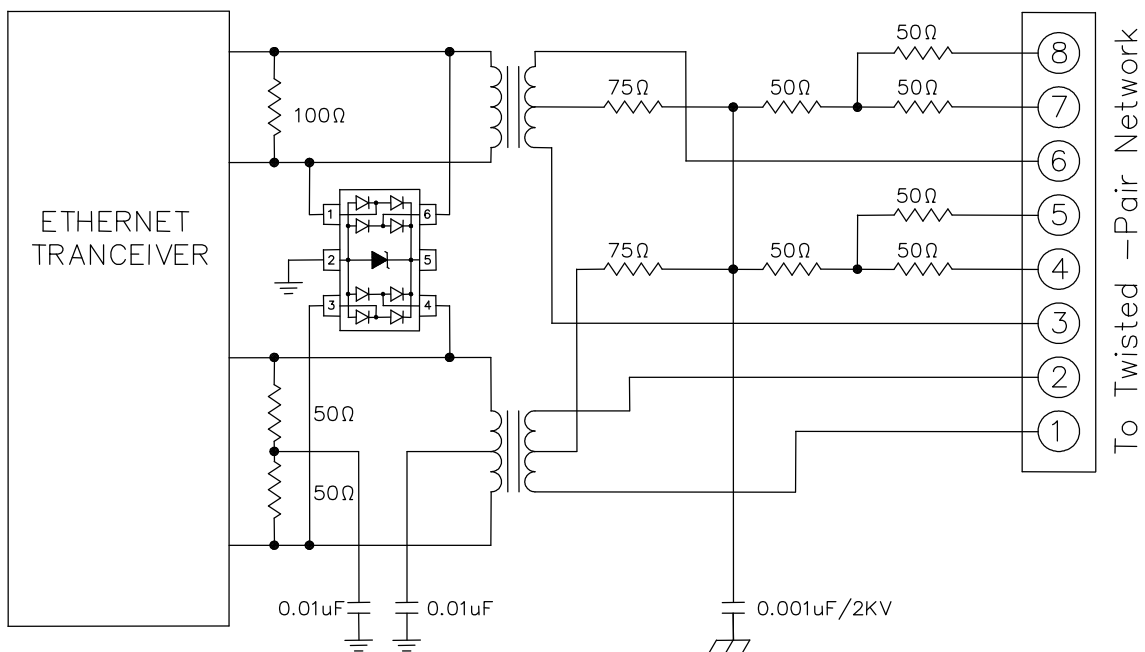 ETHERNET
TRANCEIVER
100Ω
50Ω
50Ω
0.01uF
0.01uF
1
2
3
6
5
4
75Ω
50Ω
50Ω
50Ω
75Ω
50Ω
50Ω
50Ω
0.001uF/2KV
8
7
6
5
4
3
2
1
To Twisted -Pair Network